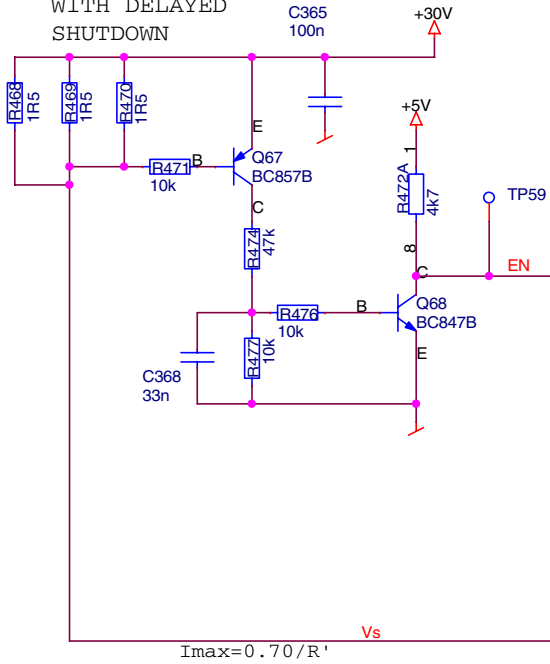 WITH DELAYED
SHUTDOWN
C365
100n
+30V
R468
1R5
R469
1R5
R470
1R5
+5V
1
E
R471
10k
B
Q67
BC857B
R472A
4k7
TP59
C
R474
47k
8
EN
C
R476
10k
B
Q68
BC847B
R477
10k
E
C368
33n
Vs
Imax=0.70/R'